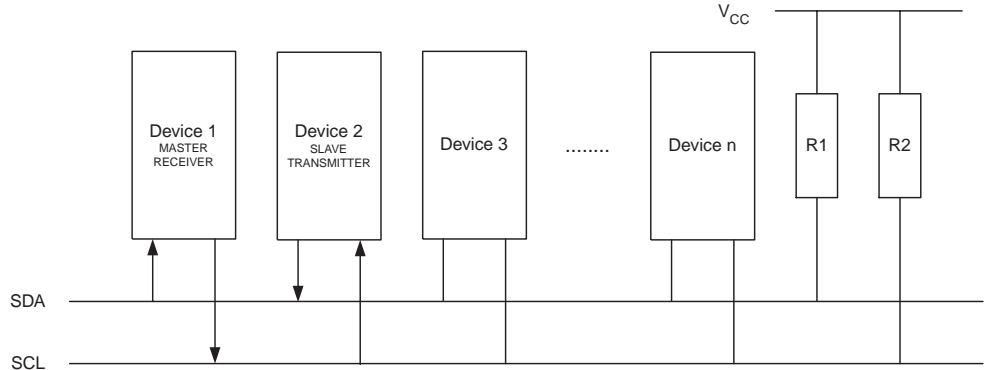 V_CC
Device 1
MASTER
RECEIVER
Device 2
SLAVE
TRANSMITTER
Device 3
........
Device n
R1
R2
SDA
SCL